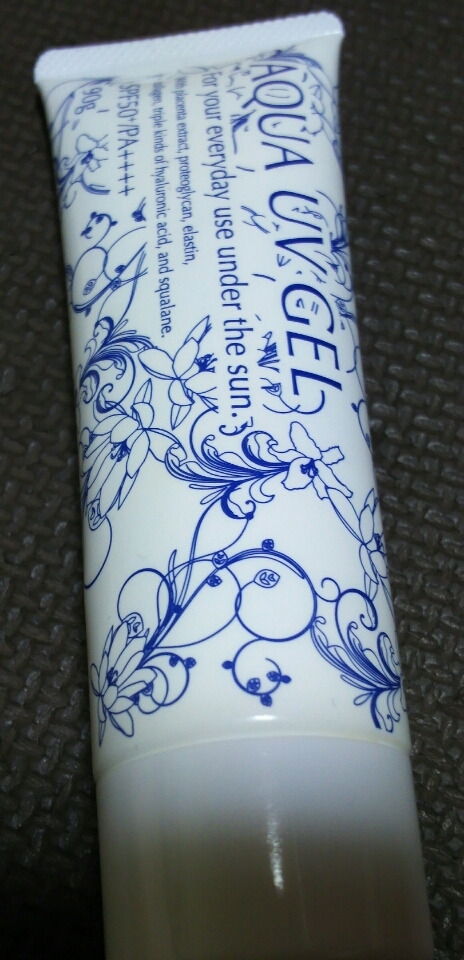 AQUA UV GEL
For your everyday use under the sun.
placenta extract, proteoglycan, elastin,
triple kinds of hyaluronic acid, and squalane.
SPF50+/PA++++
90g